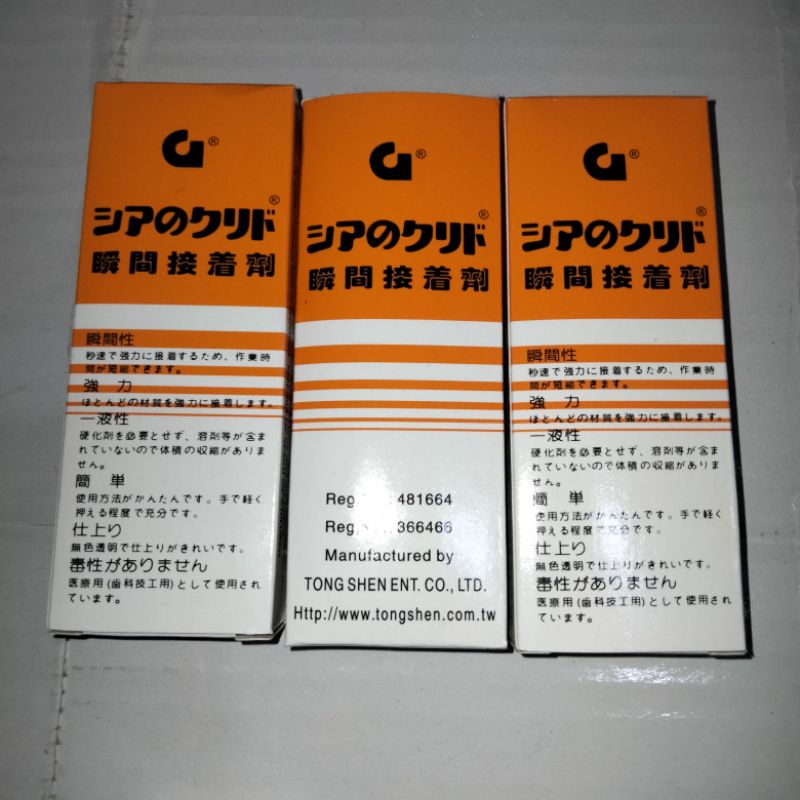 G®
シアのクリド®
瞬間接着劑
瞬間性
秒速で強力に接着するため、作業時
間が短縮できます。
強 力
ほとんどの材質を強力に接着します。
一液性
硬化剤を必要とせず、溶剤等が含ま
れていないので体積の収縮がありま
せん。
簡 単
使用方法がかんたんです。手で軽く
押える程度で充分です。
仕上り
無色透明で仕上りがきれいです。
毒性がありません
医療用(歯科技工用)として使用され
ています。
G®
シアのクリド®
瞬間接着劑
Reg 481664
Reg 366466
Manufactured by
TONG SHEN ENT. CO., LTD.
Http://www.tongshen.com.tw
G®
シアのクリド®
瞬間接着劑
瞬間性
秒速で強力に接着するため、作業時
間が短縮できます。
強 力
ほとんどの材質を強力に接着します。
一液性
硬化剤を必要とせず、溶剤等が含ま
れていないので体積の収縮がありま
せん。
簡 単
使用方法がかんたんです。手で軽く
押える程度で充分です。
仕上り
無色透明で仕上りがきれいです。
毒性がありません
医療用(歯科技工用)として使用され
ています。